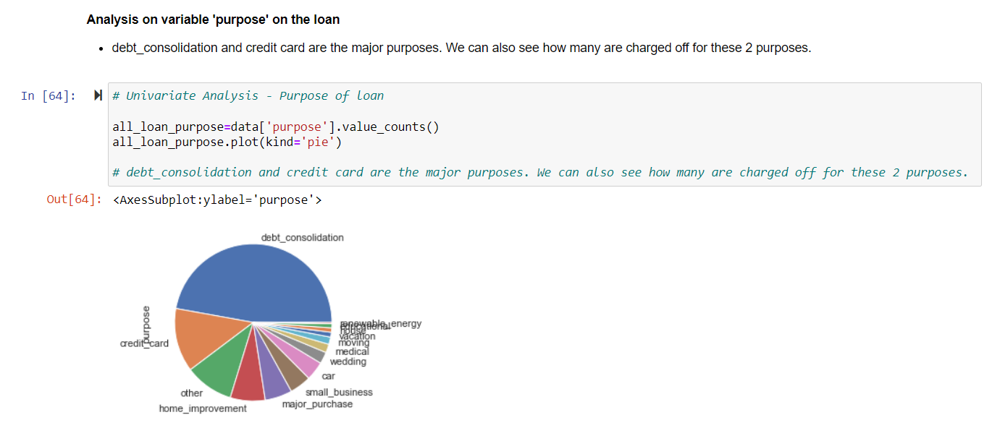 Analysis on variable 'purpose' on the loan
• debt_consolidation and credit card are the major purposes. We can also see how many are charged off for these 2 purposes.
In [64]:
# Univariate Analysis - Purpose of loan
all_loan_purpose=data['purpose'].value_counts()
all_loan_purpose.plot(kind='pie')
# debt_consolidation and credit card are the major purposes. We can also see how many are charged off for these 2 purposes.
Out[64]: <AxesSubplot:ylabel='purpose'>
debt_consolidation
purpose
credit_card
other
home_improvement
major_purchase
small_business
car
wedding
medical
moving
vacation
house
educational
renewable_energy